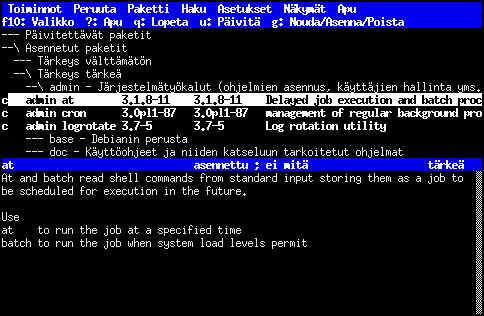 Toiminnot Peruuta Paketti Haku Asetukset Näkymät Apu
f10: Valikko ?: Apu q: Lopeta u: Päivitä g: Nouda/Asenna/Poista
--- Päivitettävät paketit
--\ Asennetut paketit
--- Tärkeys välttämätön
--\ Tärkeys tärkeä
--\ admin - Järjestelmätyökalut (ohjelmien asennus, käyttäjien hallinta yms.
c admin at 3.1.8-11 3.1.8-11 Delayed job execution and batch proc
c admin cron 3.0pl1-87 3.0pl1-87 management of regular background pro
c admin logrotate 3.7-5 3.7-5 Log rotation utility
--- base - Debianin perusta
--- doc - Käyttöohjeet ja niiden katseluun tarkoitetut ohjelmat
at asennettu ; ei mitä tärkeä
At and batch read shell commands from standard input storing them as a job to
be scheduled for execution in the future.
Use
at to run the job at a specified time
batch to run the job when system load levels permit